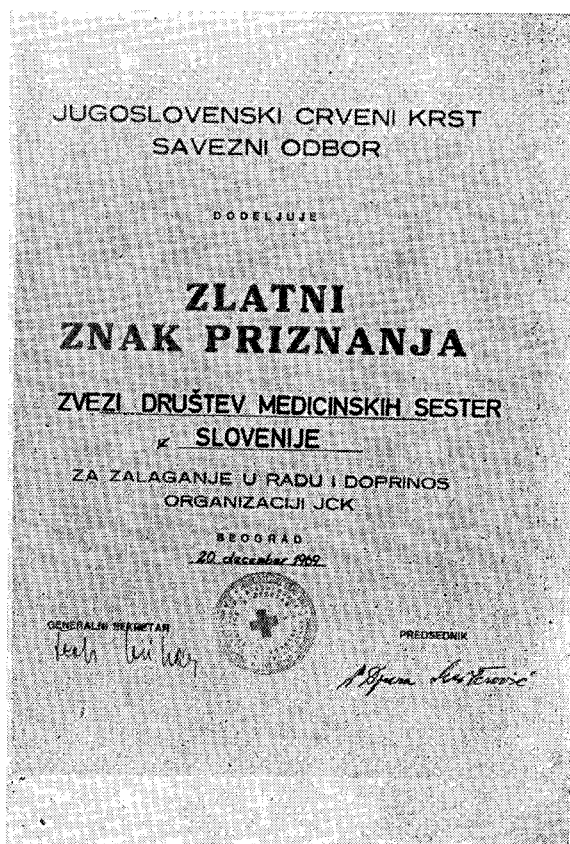 JUGOSLOVENSKI CRVENI KRST
SAVEZNI ODBOR
DODELJUJE
ZLATNI
ZNAK PRIZNANJA
ZVEZI DRUŠTEV MEDICINSKIH SESTER
SLOVENIJE
ZA ZALAGANJE U RADU I DOPRINOS
ORGANIZACIJI JCK
BEOGRAD
20 decembar 1969
GENERALNI SEKRETAR
PREDSEDNIK